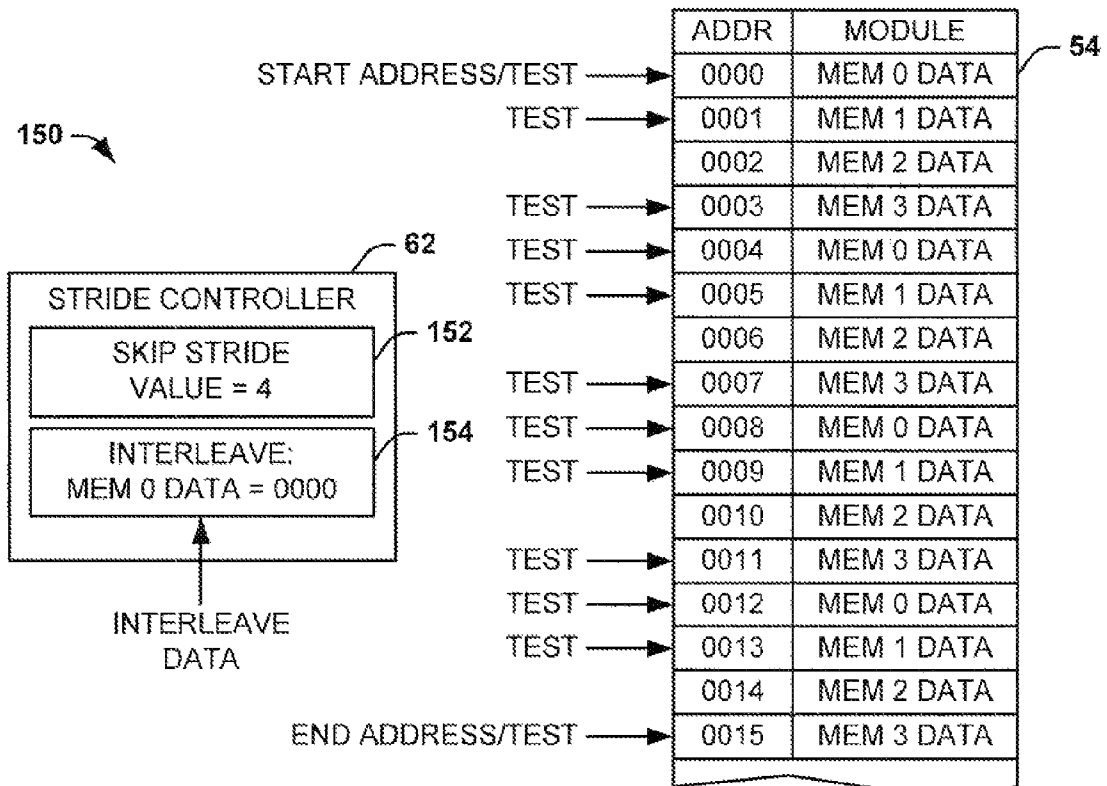 ADDR MODULE
54
START ADDRESS/TEST 0000 MEM 0 DATA
TEST 0001 MEM 1 DATA
150
0002 MEM 2 DATA
TEST 0003 MEM 3 DATA
62
TEST 0004 MEM 0 DATA
STRIDE CONTROLLER
TEST 0005 MEM 1 DATA
152
SKIP STRIDE
VALUE = 4
0006 MEM 2 DATA
TEST 0007 MEM 3 DATA
154
TEST 0008 MEM 0 DATA
INTERLEAVE:
MEM 0 DATA = 0000
TEST 0009 MEM 1 DATA
0010 MEM 2 DATA
TEST 0011 MEM 3 DATA
TEST 0012 MEM 0 DATA
INTERLEAVE
DATA
TEST 0013 MEM 1 DATA
0014 MEM 2 DATA
END ADDRESS/TEST 0015 MEM 3 DATA